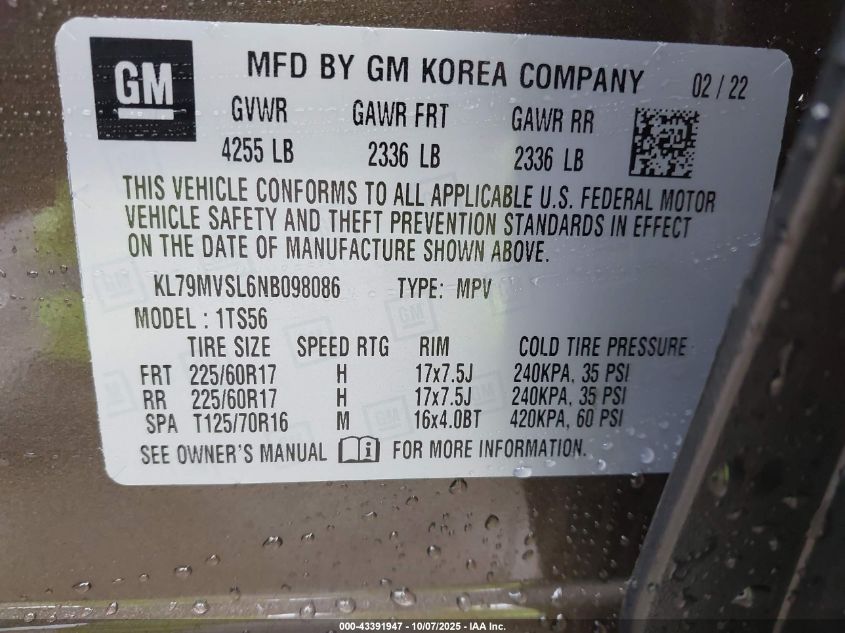 GM
MFD BY GM KOREA COMPANY 02 / 22
GVWR GAWR FRT GAWR RR
4255 LB 2336 LB 2336 LB
THIS VEHICLE CONFORMS TO ALL APPLICABLE U.S. FEDERAL MOTOR
VEHICLE SAFETY AND THEFT PREVENTION STANDARDS IN EFFECT
ON THE DATE OF MANUFACTURE SHOWN ABOVE.
KL79MVSL6NB098086 TYPE: MPV
MODEL : 1TS56
TIRE SIZE SPEED RTG RIM COLD TIRE PRESSURE
FRT 225/60R17 H 17x7.5J 240KPA, 35 PSI
RR 225/60R17 H 17x7.5J 240KPA, 35 PSI
SPA T125/70R16 M 16x4.0BT 420KPA, 60 PSI
SEE OWNER'S MANUAL i FOR MORE INFORMATION.
000-43391947 - 10/07/2025 - IAA Inc.